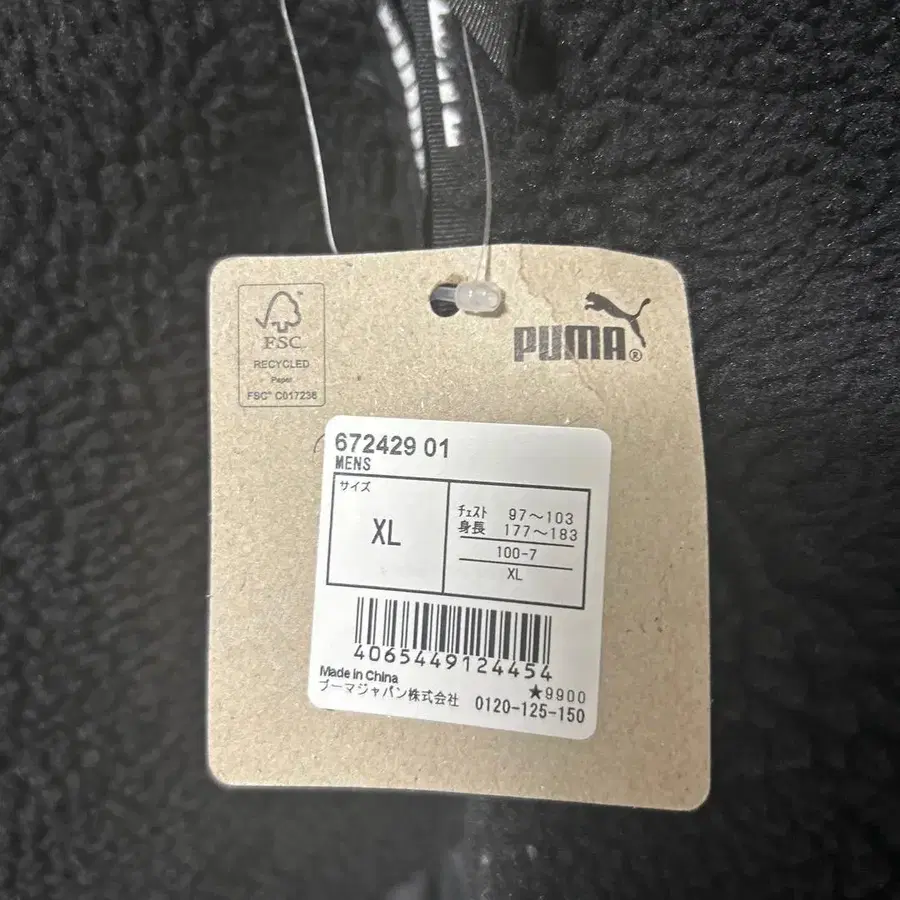 FSC
RECYCLED
Paper
FSC® C017236
PUMA®
672429 01
MENS
サイズ
XL
チェスト 97～103
身長 177～183
100-7
XL
4065449124454
★9900
Made in China
プーマジャパン株式会社 0120-125-150